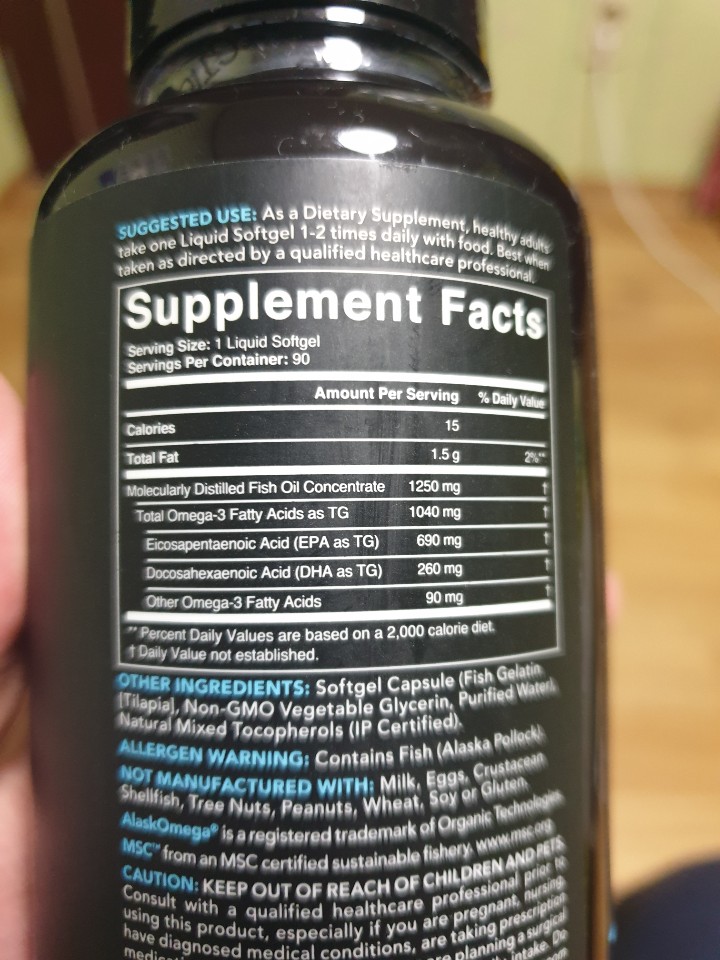 SUGGESTED USE: As a Dietary Supplement, healthy adults
take one Liquid Softgel 1-2 times daily with food. Best when
taken as directed by a qualified healthcare professional.
Supplement Facts
Serving Size: 1 Liquid Softgel
Servings Per Container: 90
Amount Per Serving % Daily Value
Calories 15
Total Fat 1.5 g 2%**
Molecularly Distilled Fish Oil Concentrate 1250 mg †
Total Omega-3 Fatty Acids as TG 1040 mg †
Eicosapentaenoic Acid (EPA as TG) 690 mg †
Docosahexaenoic Acid (DHA as TG) 260 mg †
Other Omega-3 Fatty Acids 90 mg †
** Percent Daily Values are based on a 2,000 calorie diet.
† Daily Value not established.
OTHER INGREDIENTS: Softgel Capsule (Fish Gelatin
[Tilapia], Non-GMO Vegetable Glycerin, Purified Water),
Natural Mixed Tocopherols (IP Certified).
ALLERGEN WARNING: Contains Fish (Alaska Pollock).
NOT MANUFACTURED WITH: Milk, Eggs, Crustacean
Shellfish, Tree Nuts, Peanuts, Wheat, Soy or Gluten.
AlaskOmega® is a registered trademark of Organic Technologies.
MSC™ from an MSC certified sustainable fishery. www.msc.org
CAUTION: KEEP OUT OF REACH OF CHILDREN AND PETS.
Consult with a qualified healthcare professional prior to
using this product, especially if you are pregnant, nursing,
have diagnosed medical conditions, are taking prescription
planning a surgical
intake. Do